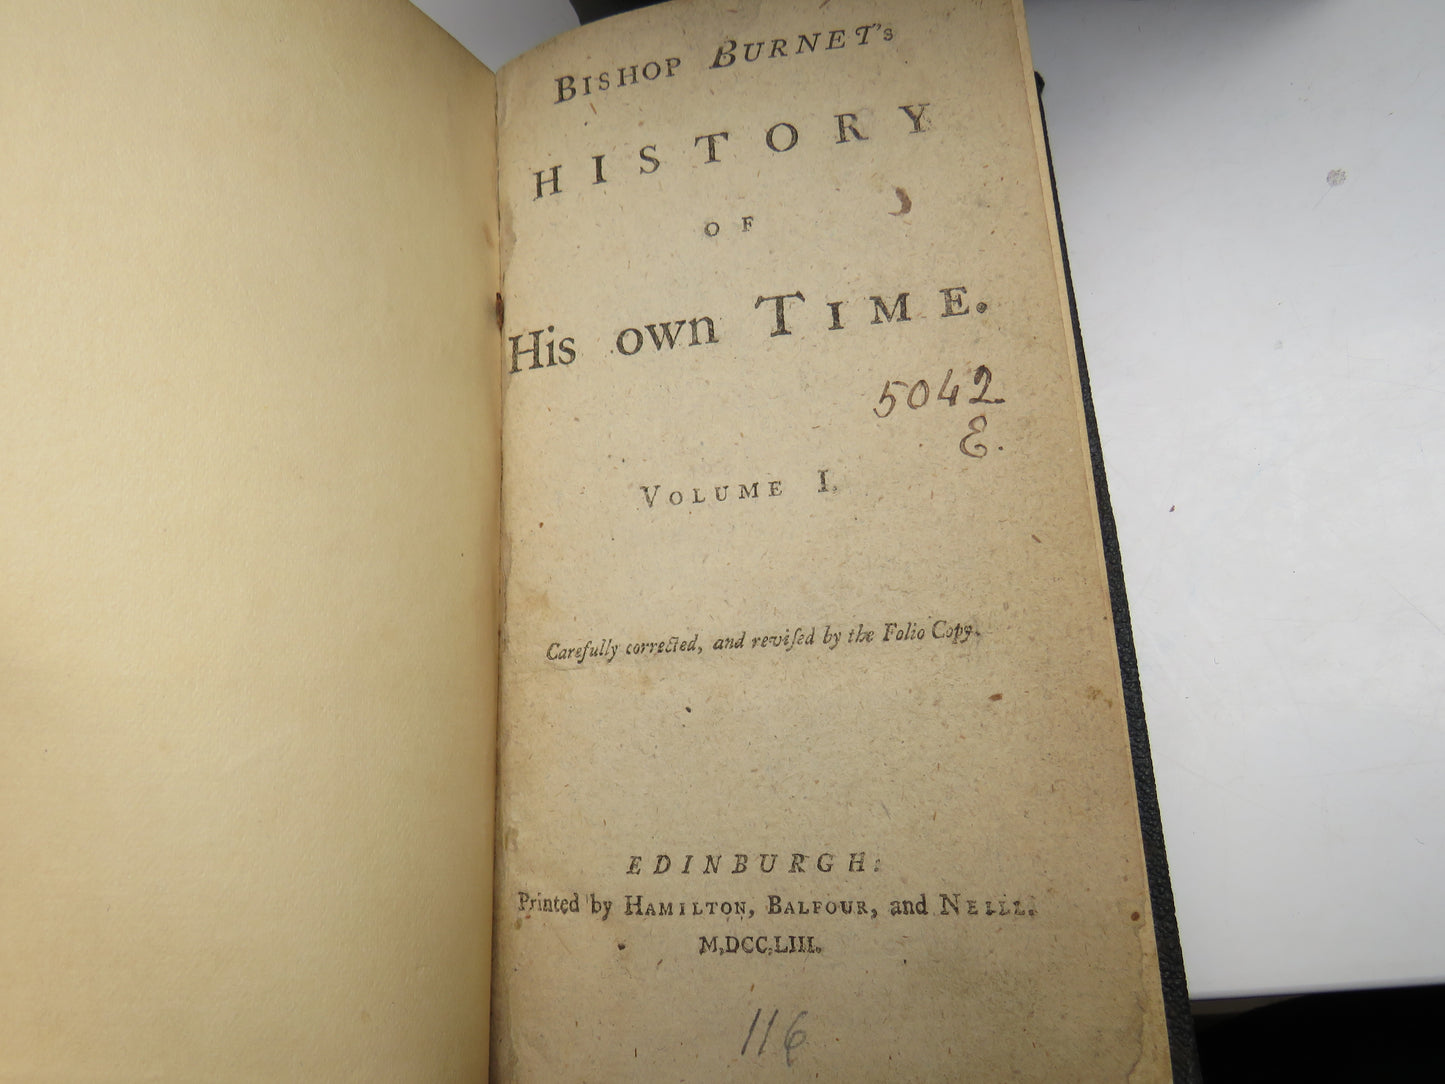 BISHOP BURNET's
HISTORY
OF
His own TIME.
5042
E.
VOLUME I.
Carefully corrected, and reviſed by the Folio Copy.
EDINBURGH:
Printed by HAMILTON, BALFOUR, and NEILL.
M,DCC,LIII.
116